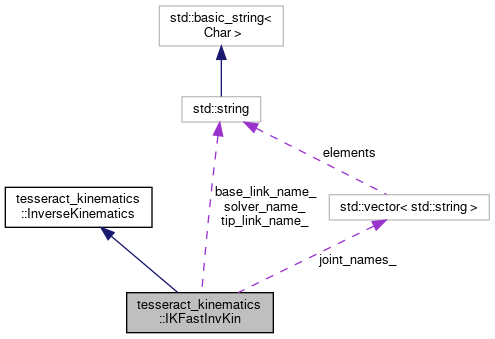 std::basic_string<
Char >
std::string
elements
base_link_name_
solver_name_
tip_link_name_
tesseract_kinematics
::InverseKinematics
std::vector< std::string >
joint_names_
tesseract_kinematics
::IKFastInvKin